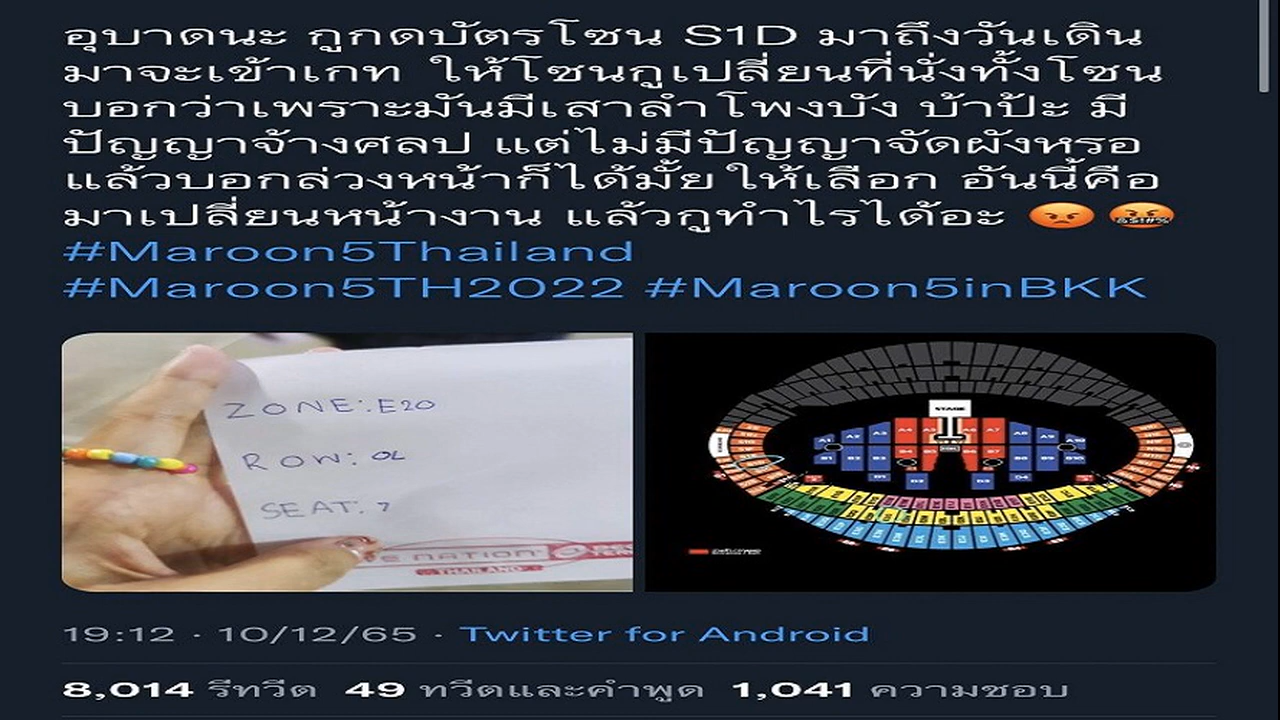 อุบาดนะ กูกดบัตรโซน S1D มาถึงวันเดิน
มาจะเข้าเกท ให้โซนกูเปลี่ยนที่นั่งทั้งโซน
บอกว่าเพราะมันมีเสาลำโพงบัง บ้าป้ะ มี
ปัญญาจ้างศลป แต่ไม่มีปัญญาจัดผังหรอ
แล้วบอกล่วงหน้าก็ได้มั้ย ให้เลือก อันนี้คือ
มาเปลี่ยนหน้างาน แล้วกูทำไรได้อะ
#Maroon5Thailand
#Maroon5TH2022 #Maroon5inBKK
ZONE: E20
ROW: OL
SEAT: 7
NATION
THAILAND
STAGE
19:12 · 10/12/65 · Twitter for Android
8,014 รีทวีต 49 ทวีตและคำพูด 1,041 ความชอบ